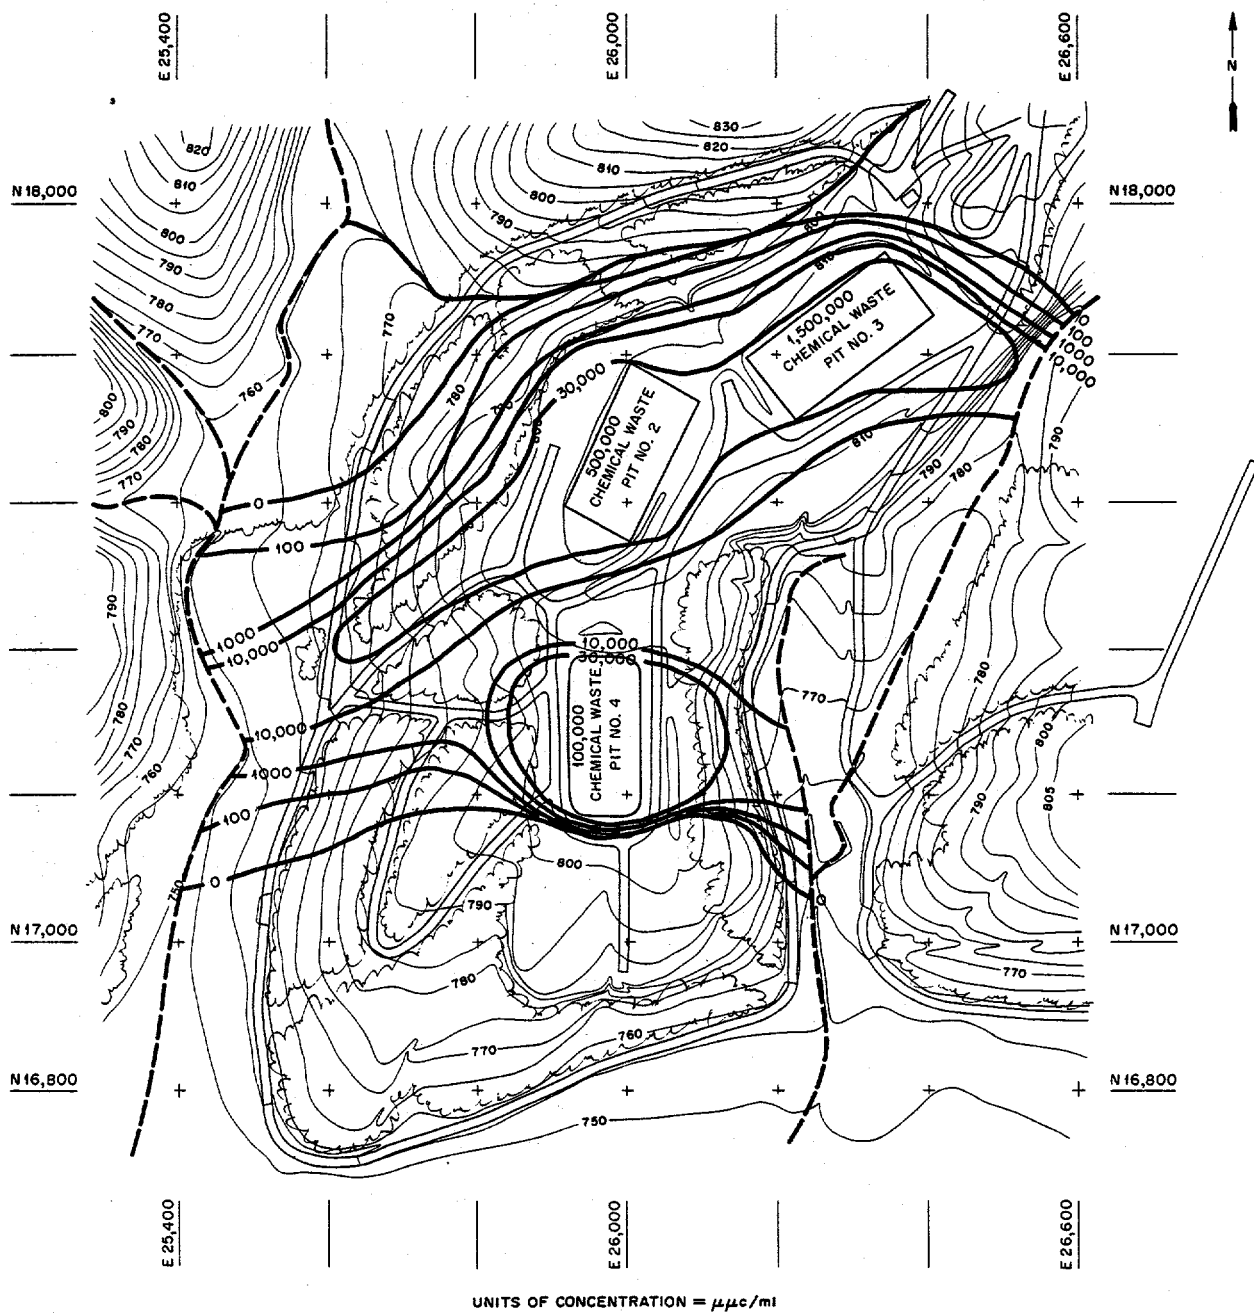 E 25,400
E 26,000
E 26,600
N
830
820
820
810
810
N 18,000
N 18,000
800
800
790
790
780
810
780
770
770
1,500,000
CHEMICAL WASTE
PIT NO. 3
0
100
1000
10,000
760
780
30,000
800
790
780
500,000
CHEMICAL WASTE
PIT NO. 2
810
790
790
780
770
0
100
790
1000
10,000
10,000
30,000
780
770
780
770
760
10,000
100,000
CHEMICAL WASTE
PIT NO. 4
800
1000
790
805
100
800
750
0
790
N 17,000
N 17,000
770
780
760
770
N 16,800
N 16,800
750
E 25,400
E 26,000
E 26,600
UNITS OF CONCENTRATION = μμc/ml